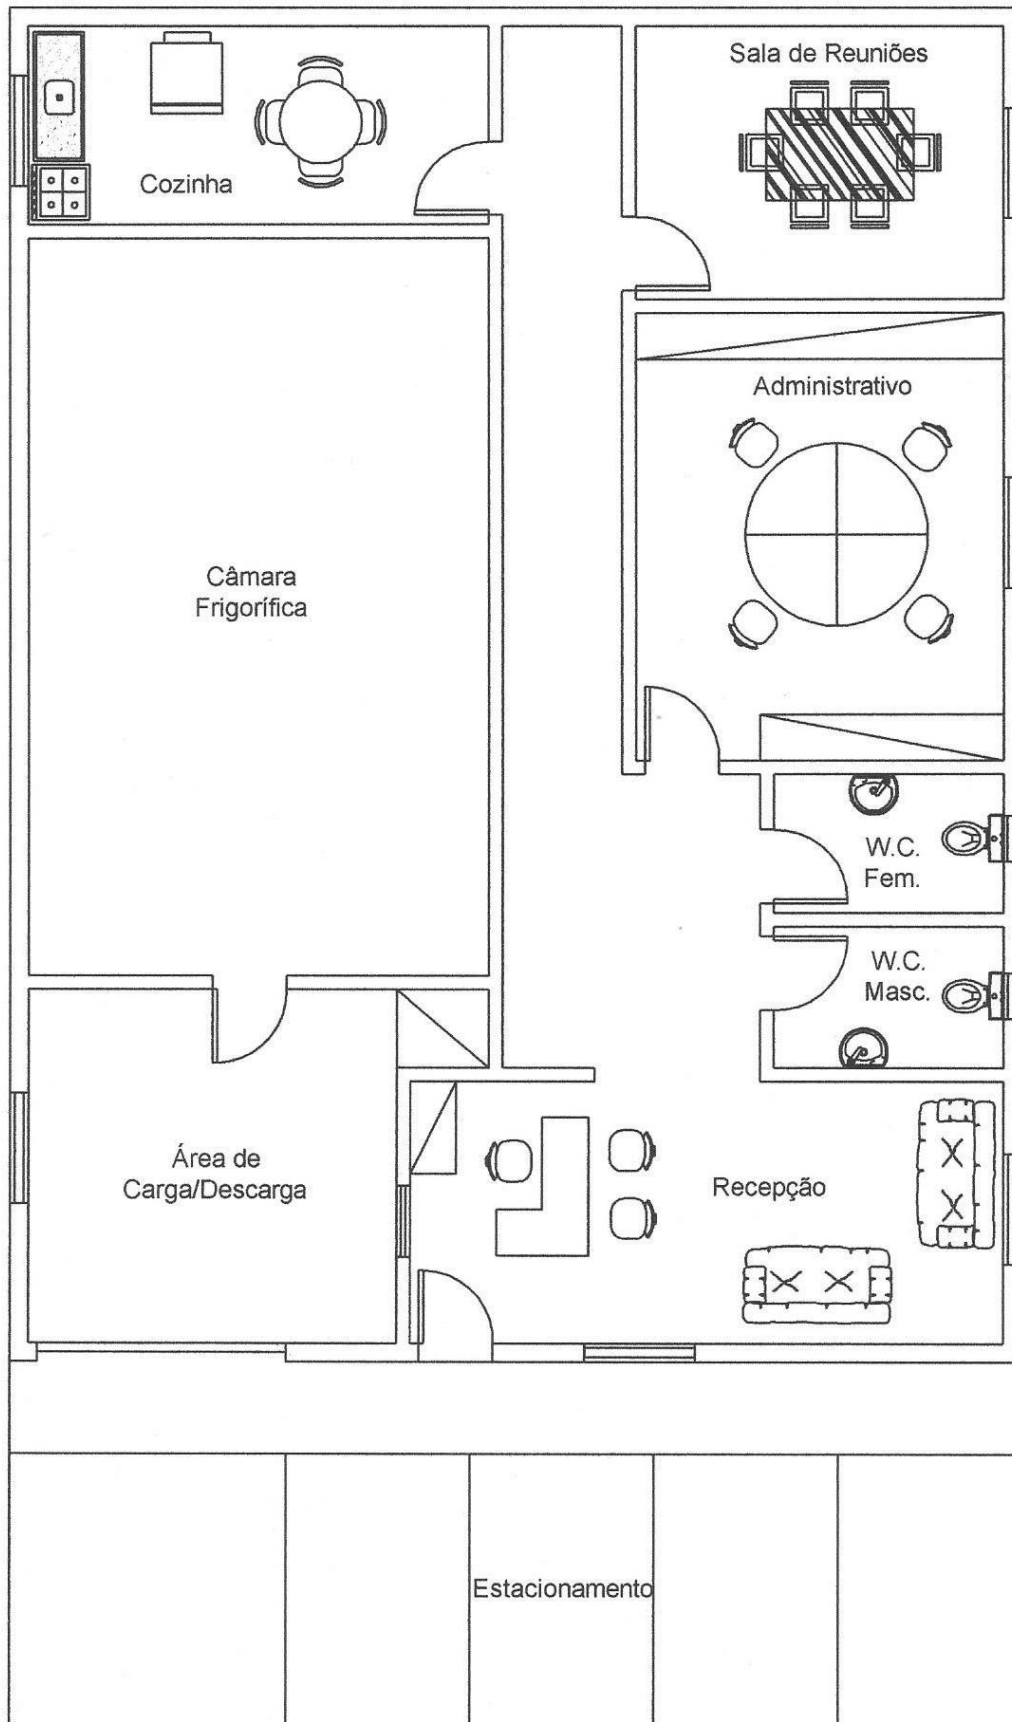 Sala de Reuniões
Cozinha
Administrativo
Câmara
Frigorífica
W.C.
Fem.
W.C.
Masc.
Área de
Carga/Descarga
Recepção
Estacionamento